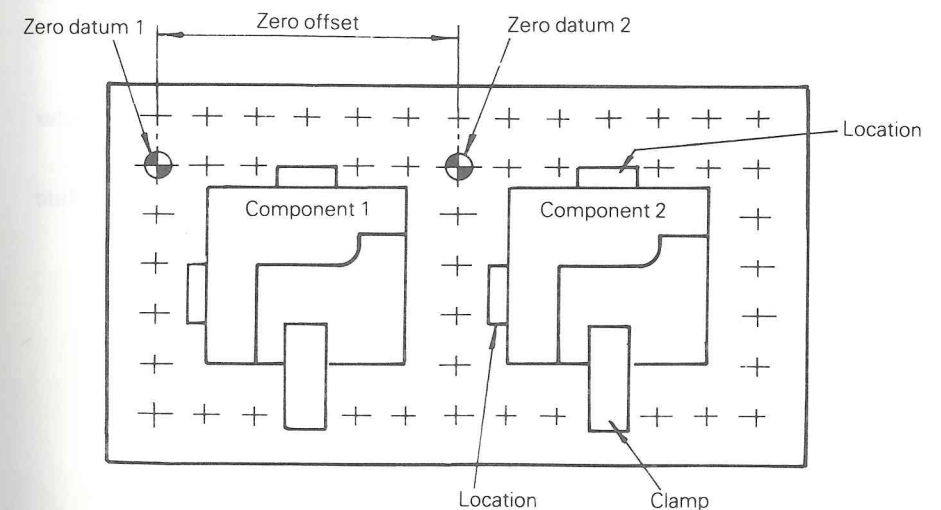 Zero offset
Zero datum 1
Zero datum 2
Location
Component 1
Component 2
Location
Clamp